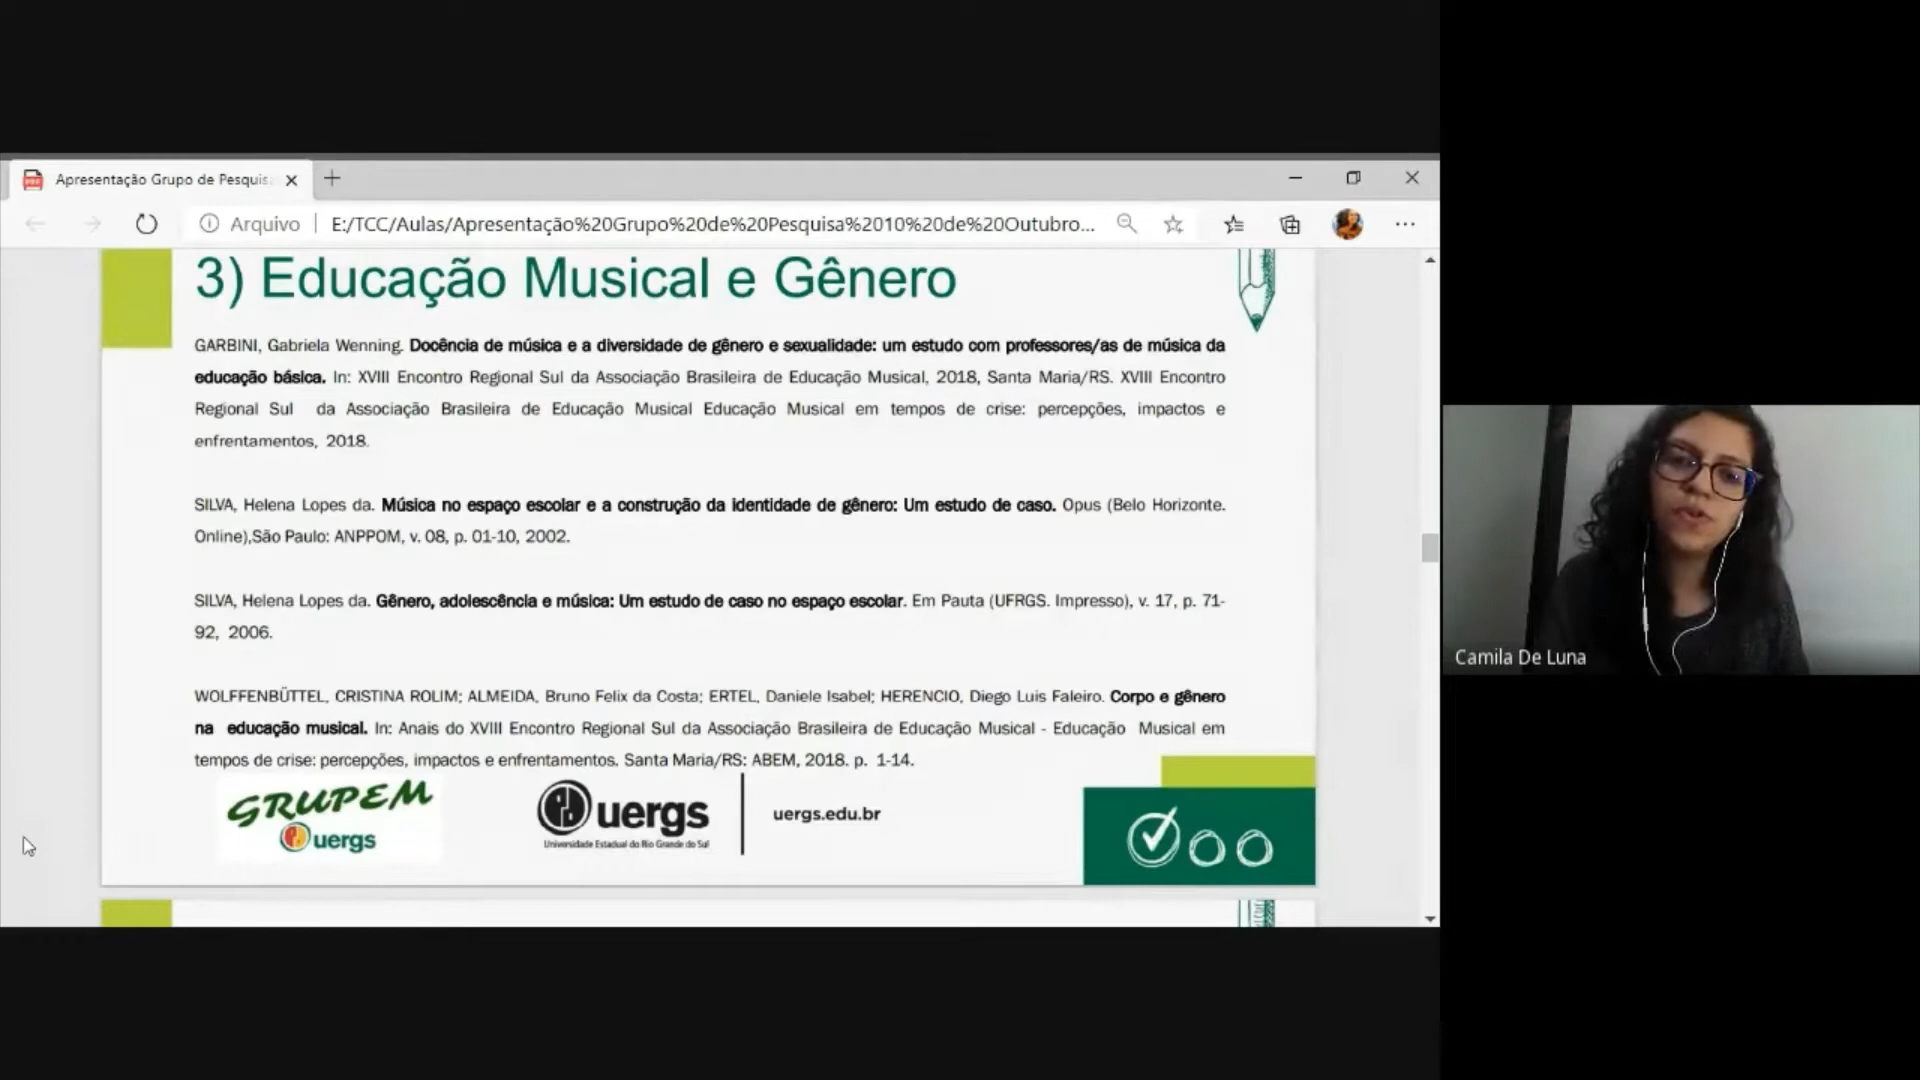 Apresentação Grupo de Pesquis
Arquivo
E:/TCC/Aulas/Apresentação%20Grupo%20de%20Pesquisa%2010%20de%20Outubro...
3) Educação Musical e Gênero
GARBINI, Gabriela Wenning. Docência de música e a diversidade de gênero e sexualidade: um estudo com professores/as de música da
educação básica. In: XVIII Encontro Regional Sul da Associação Brasileira de Educação Musical, 2018, Santa Maria/RS. XVIII Encontro
Regional Sul da Associação Brasileira de Educação Musical Educação Musical em tempos de crise: percepções, impactos e
enfrentamentos, 2018.
SILVA, Helena Lopes da. Música no espaço escolar e a construção da identidade de gênero: Um estudo de caso. Opus (Belo Horizonte.
Online),São Paulo: ANPPOM, v. 08, p. 01-10, 2002.
SILVA, Helena Lopes da. Gênero, adolescência e música: Um estudo de caso no espaço escolar. Em Pauta (UFRGS. Impresso), v. 17, p. 71-
92, 2006.
WOLFFENBÜTTEL, CRISTINA ROLIM; ALMEIDA, Bruno Felix da Costa; ERTEL, Daniele Isabel; HERENCIO, Diego Luis Faleiro. Corpo e gênero
na educação musical. In: Anais do XVIII Encontro Regional Sul da Associação Brasileira de Educação Musical - Educação Musical em
tempos de crise: percepções, impactos e enfrentamentos. Santa Maria/RS: ABEM, 2018. p. 1-14.
GRUPEM
uergs
uergs
Universidade Estadual do Rio Grande do Sul
uergs.edu.br
Camila De Luna